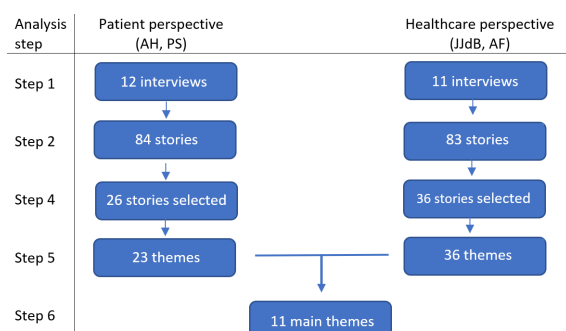 Analysis step
Patient perspective
(AH, PS)
Healthcare perspective
(JJdB, AF)
Step 1
12 interviews
11 interviews
Step 2
84 stories
83 stories
Step 4
26 stories selected
36 stories selected
Step 5
23 themes
36 themes
Step 6
11 main themes